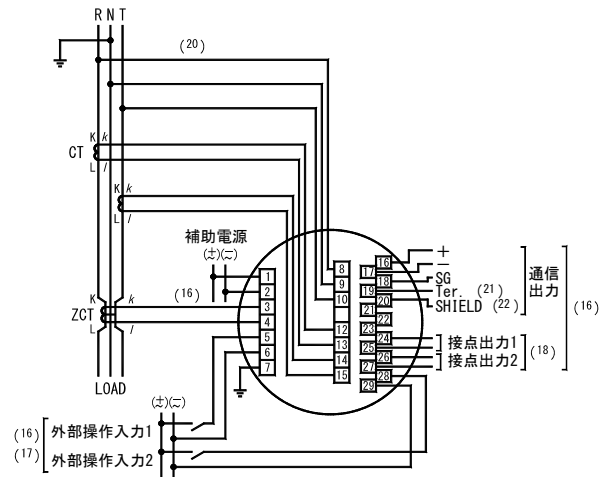 R N T
(20)
K k
CT
L l
K k
L l
補助電源
(±)(−)
(16)
K k
ZCT
L l
LOAD
1
2
3
4
5
6
7
8
9
10
12
13
14
15
16
17
18
19
20
21
22
23
24
25
26
27
28
29
+
−
SG
Ter. (21)
SHIELD (22)
通信
出力
(16)
接点出力1
接点出力2
(18)
(±)(−)
(16)
(17)
外部操作入力1
外部操作入力2